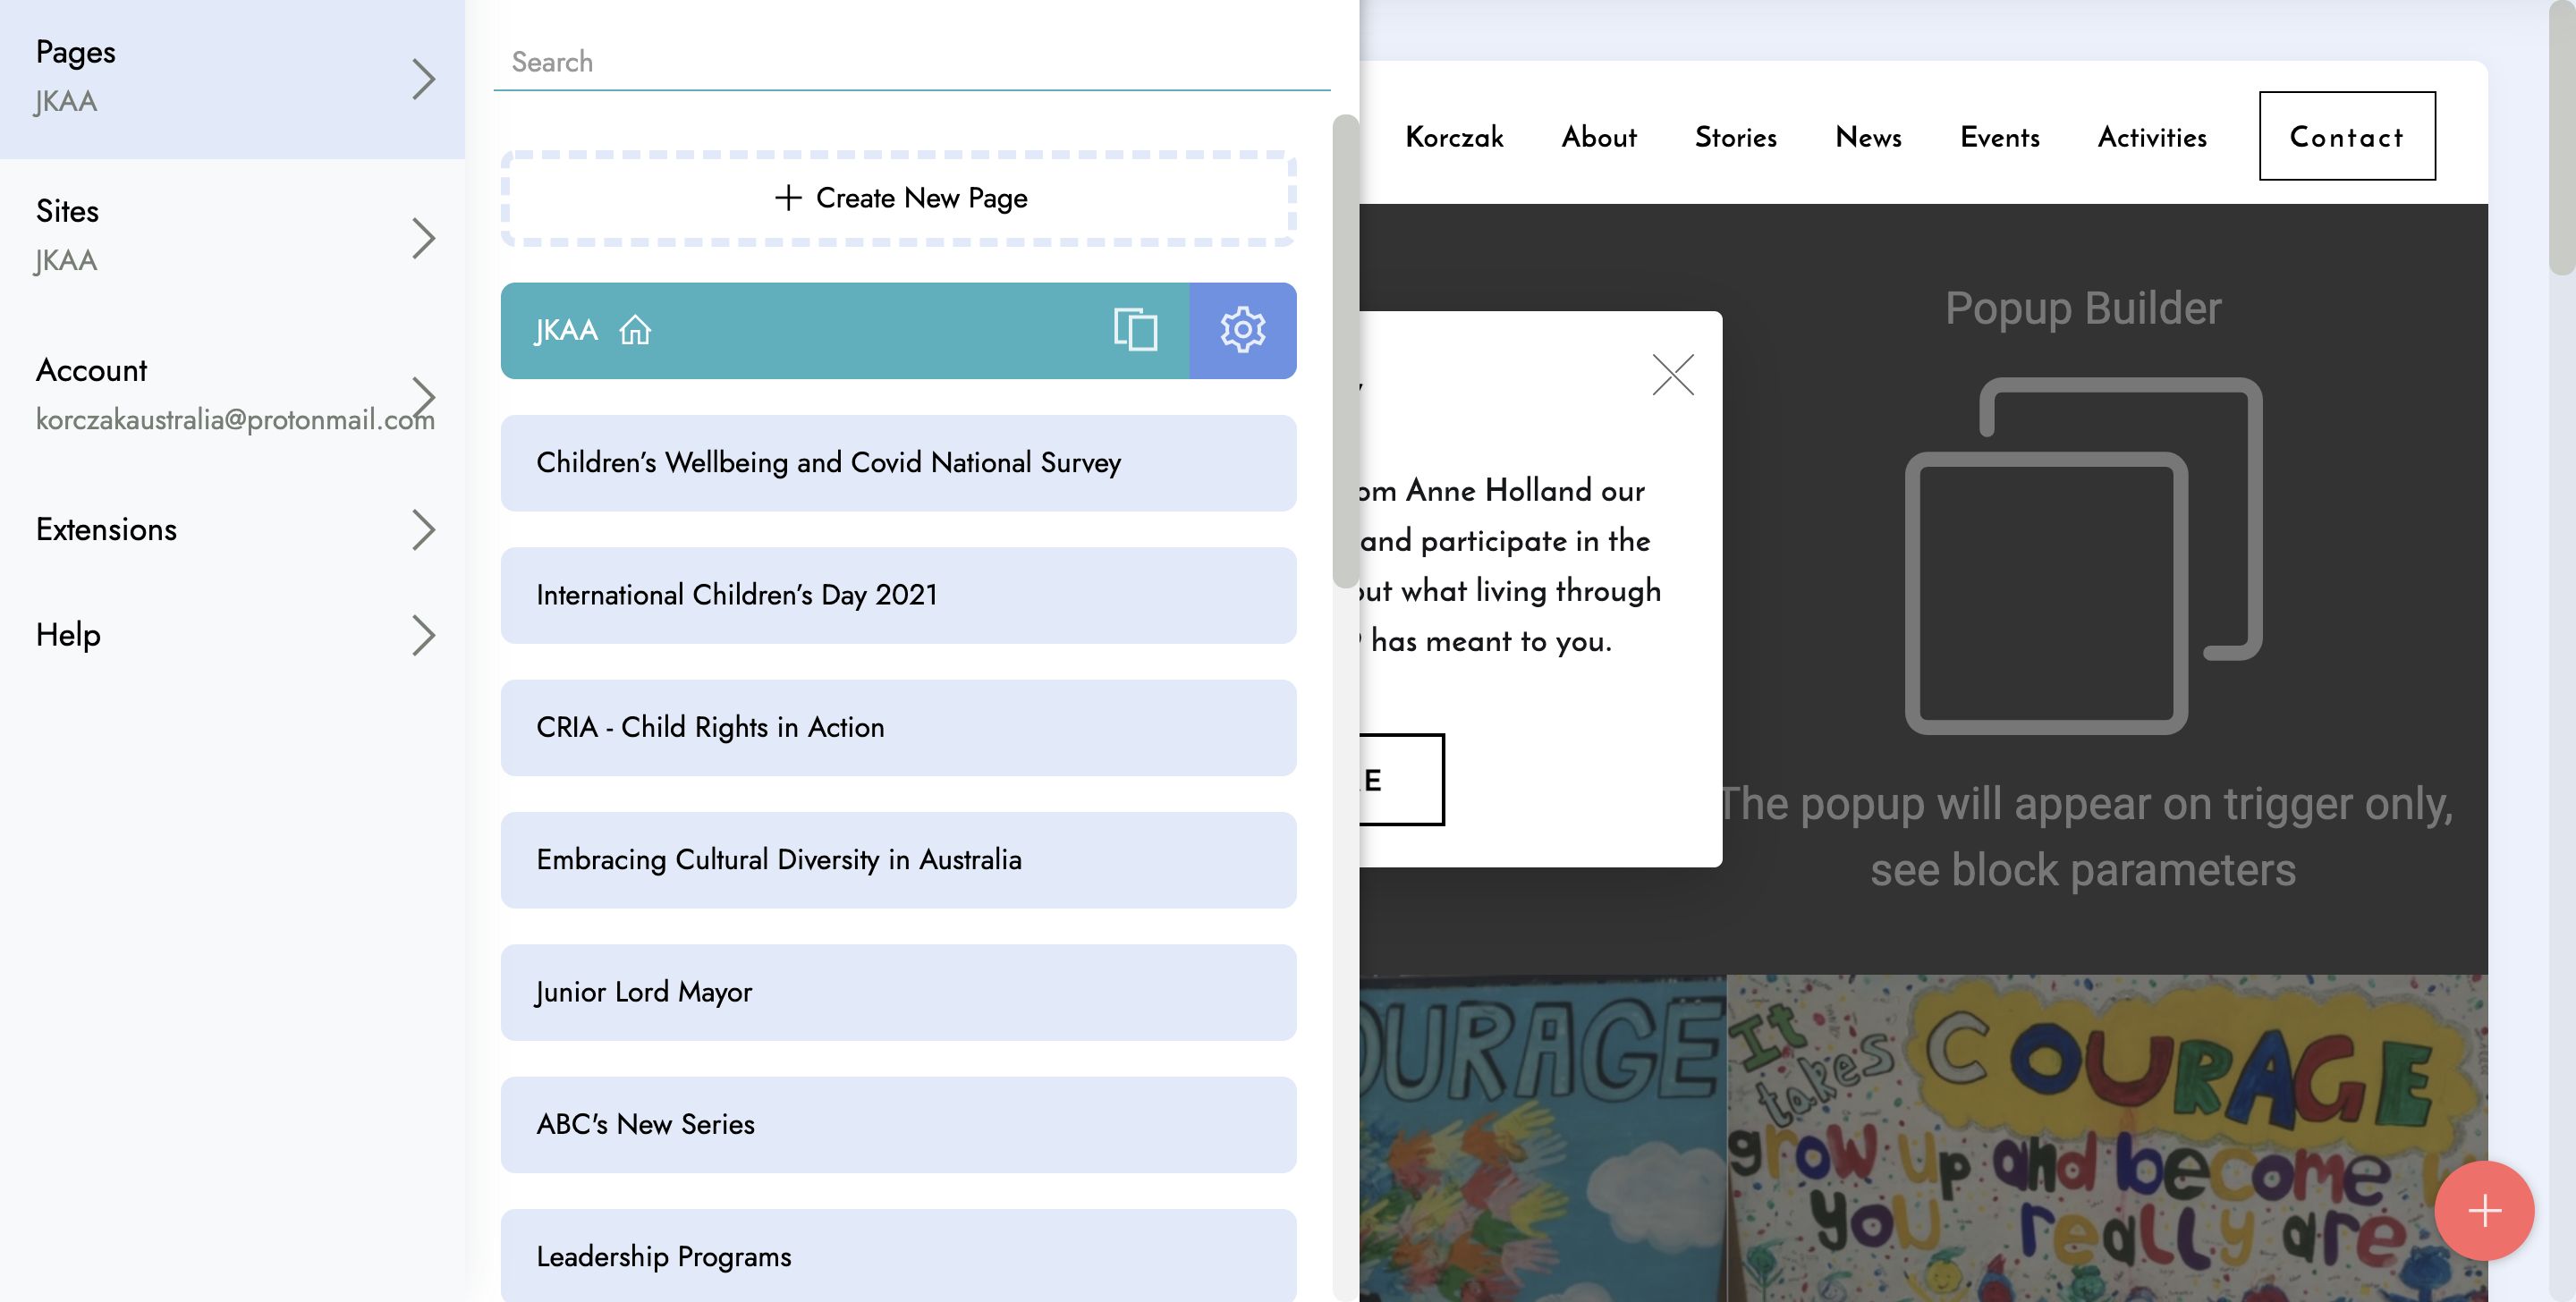 Pages
JKAA
Sites
JKAA
Account
korczakaustralia@protonmail.com
Extensions
Help
Search
Create New Page
JKAA
Children's Wellbeing and Covid National Survey
International Children's Day 2021
CRIA - Child Rights in Action
Embracing Cultural Diversity in Australia
Junior Lord Mayor
ABC's New Series
Leadership Programs
Korczak About Stories News Events Activities Contact
Anne Holland our
and participate in the
what living through
has meant to you.
Popup Builder
The popup will appear on trigger only,
see block parameters
It takes COURAGE
grow up and become
you really are